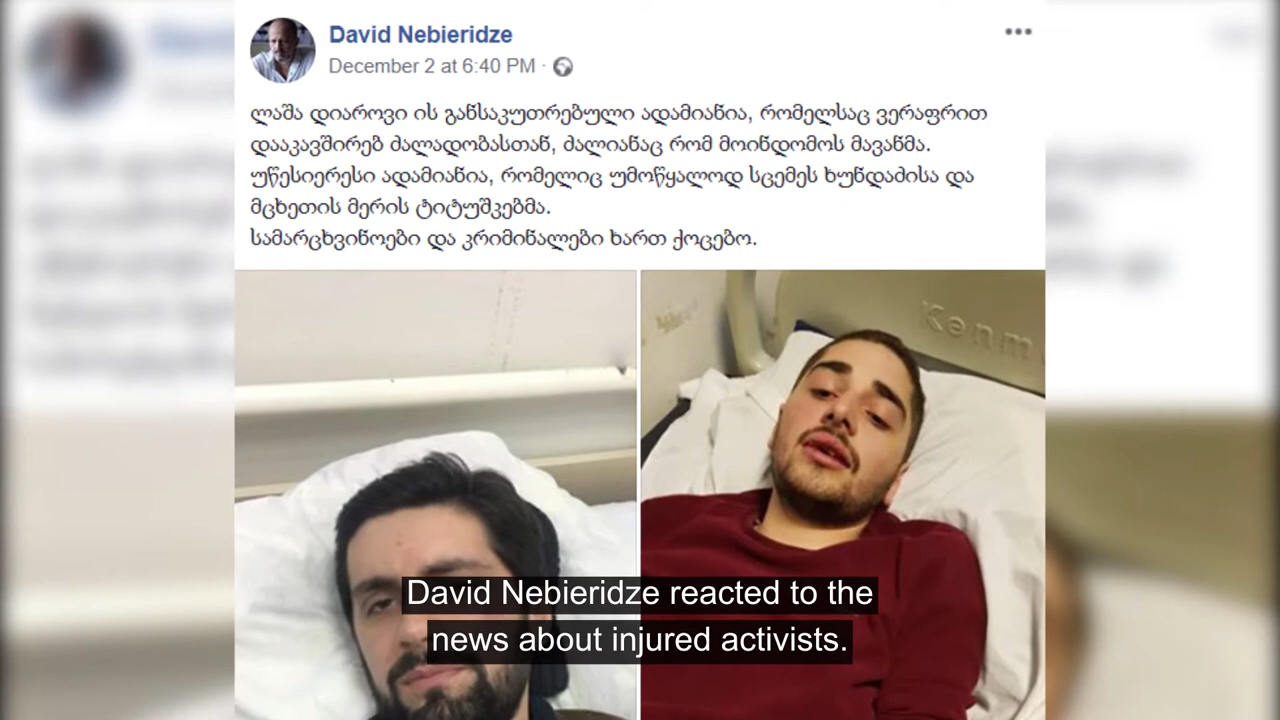 David Nebieridze
December 2 at 6:40 PM ·
ლაშა დიაროვი ის განსაკუთრებული ადამიანია, რომელსაც ვერაფრით
დააკავშირებ ძალადობასთან, ძალიანაც რომ მოინდომოს მავანმა.
უწესიერესი ადამიანია, რომელიც უმოწყალოდ სცემეს ხუნდაძისა და
მცხეთის მერის ტიტუშკებმა.
სამარცხვინოები და კრიმინალები ხართ ქოცებო.
Kenm
David Nebieridze reacted to the
news about injured activists.